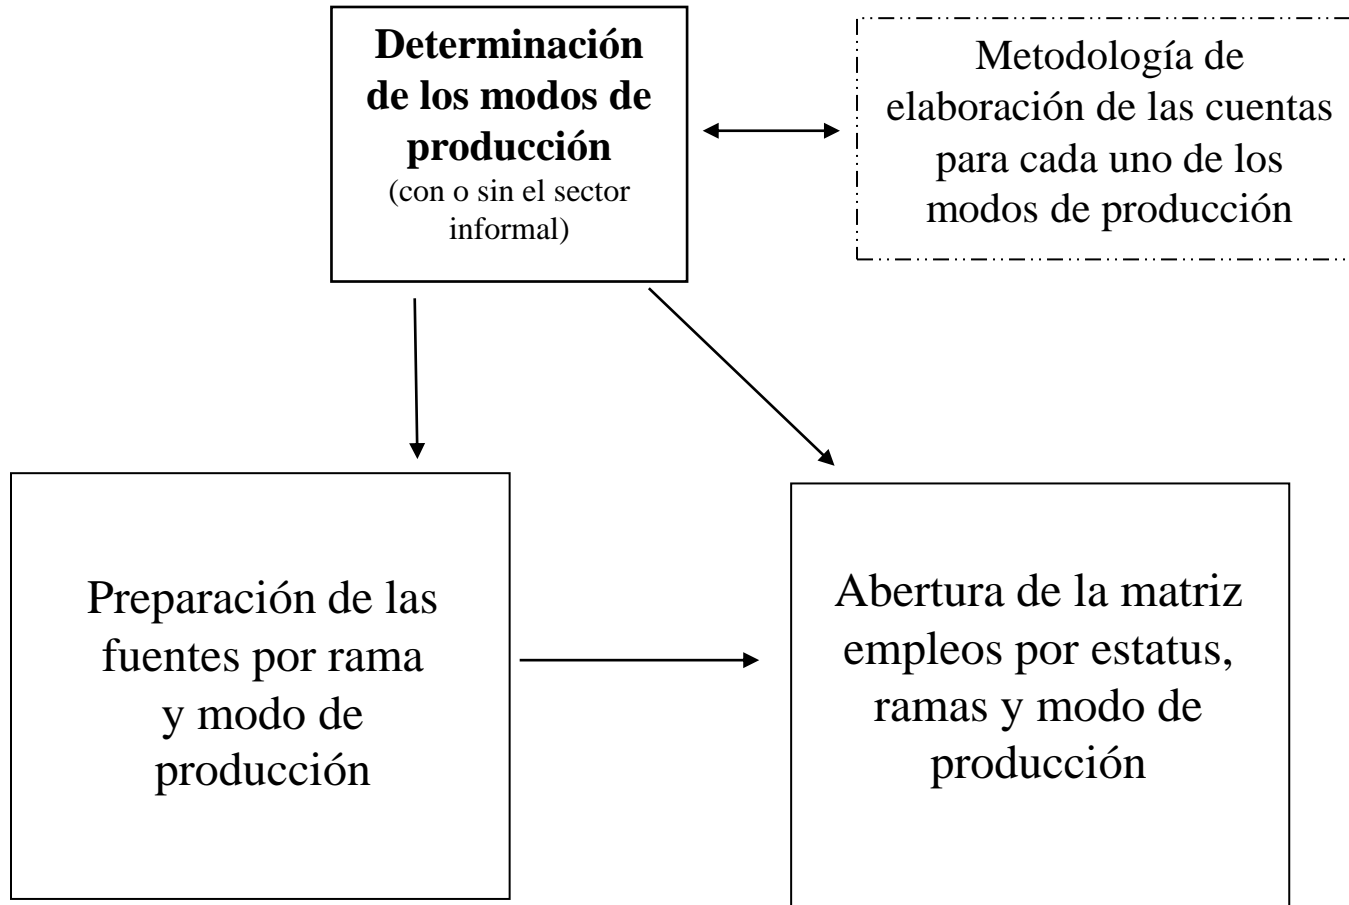 Determinación
de los modos de
producción
(con o sin el sector
informal)
Metodología de
elaboración de las cuentas
para cada uno de los
modos de producción
Preparación de las
fuentes por rama
y modo de
producción
Abertura de la matriz
empleos por estatus,
ramas y modo de
producción